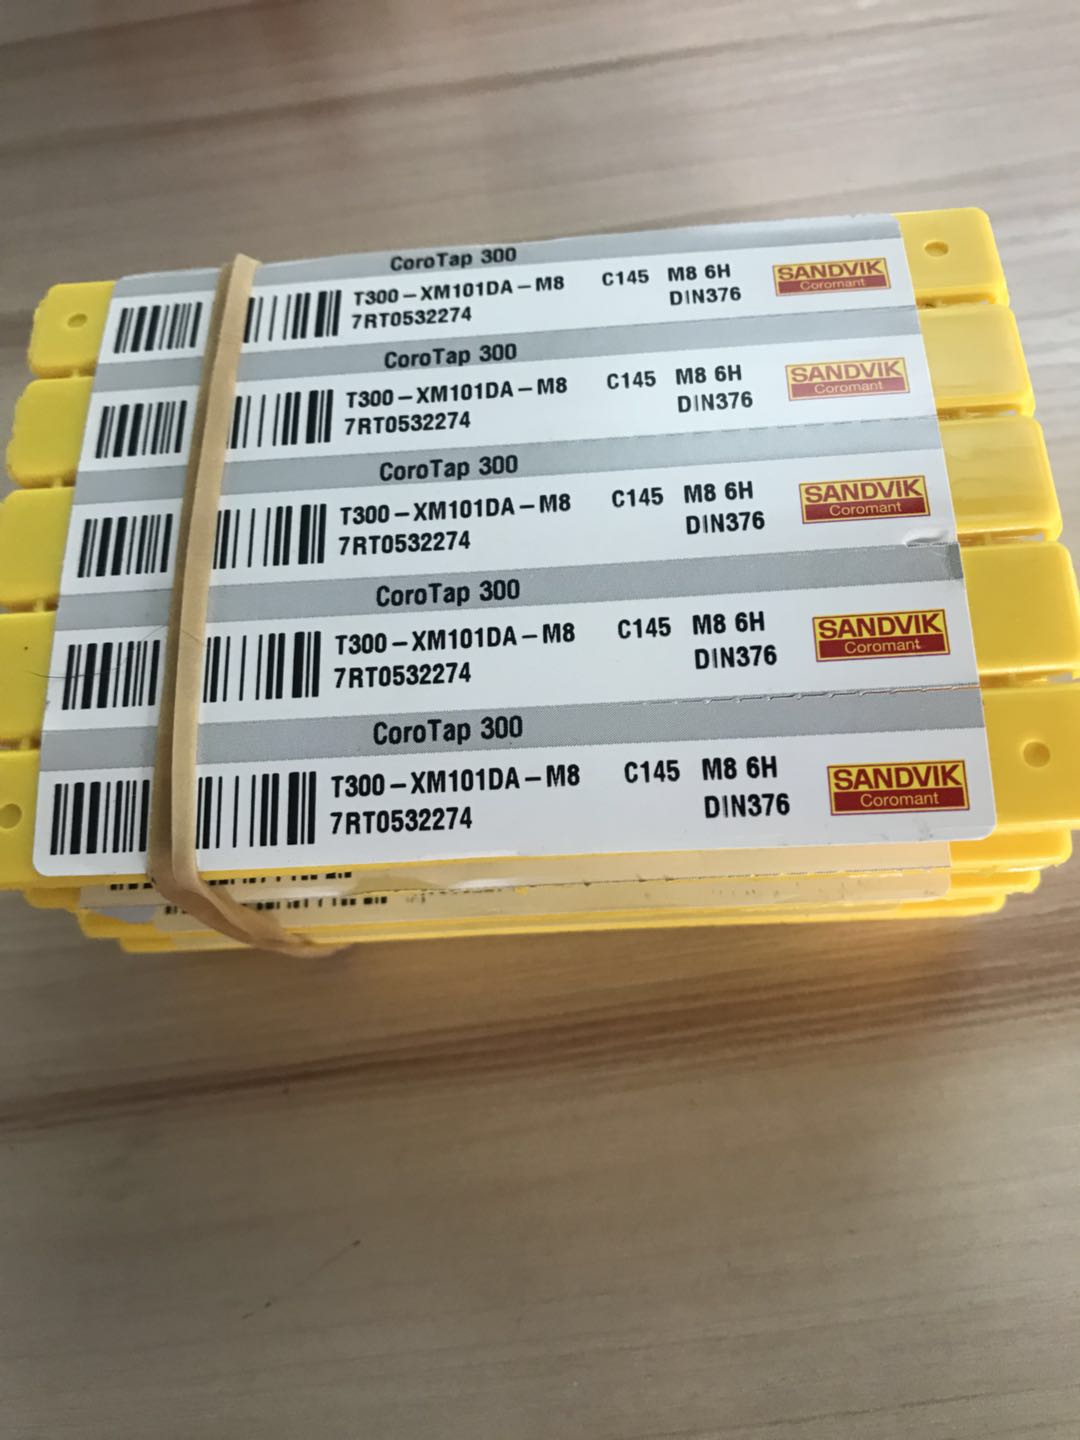 CoroTap 300
T300-XM101DA-M8 C145 M8 6H SANDVIK
7RT0532274 DIN376 Coromant
CoroTap 300
T300-XM101DA-M8 C145 M8 6H SANDVIK
7RT0532274 DIN376 Coromant
CoroTap 300
T300-XM101DA-M8 C145 M8 6H SANDVIK
7RT0532274 DIN376 Coromant
CoroTap 300
T300-XM101DA-M8 C145 M8 6H SANDVIK
7RT0532274 DIN376 Coromant
CoroTap 300
T300-XM101DA-M8 C145 M8 6H SANDVIK
7RT0532274 DIN376 Coromant